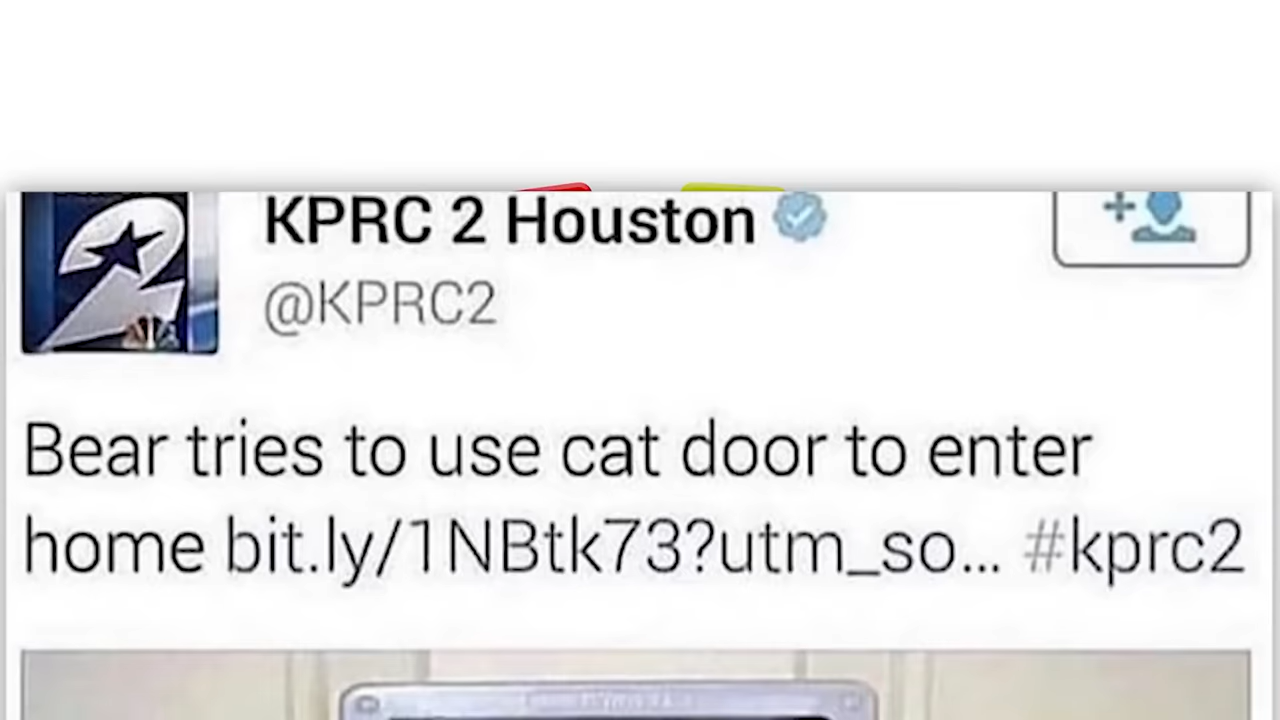 KPRC 2 Houston
@KPRC2
Bear tries to use cat door to enter
home bit.ly/1NBtk73?utm_so... #kprc2